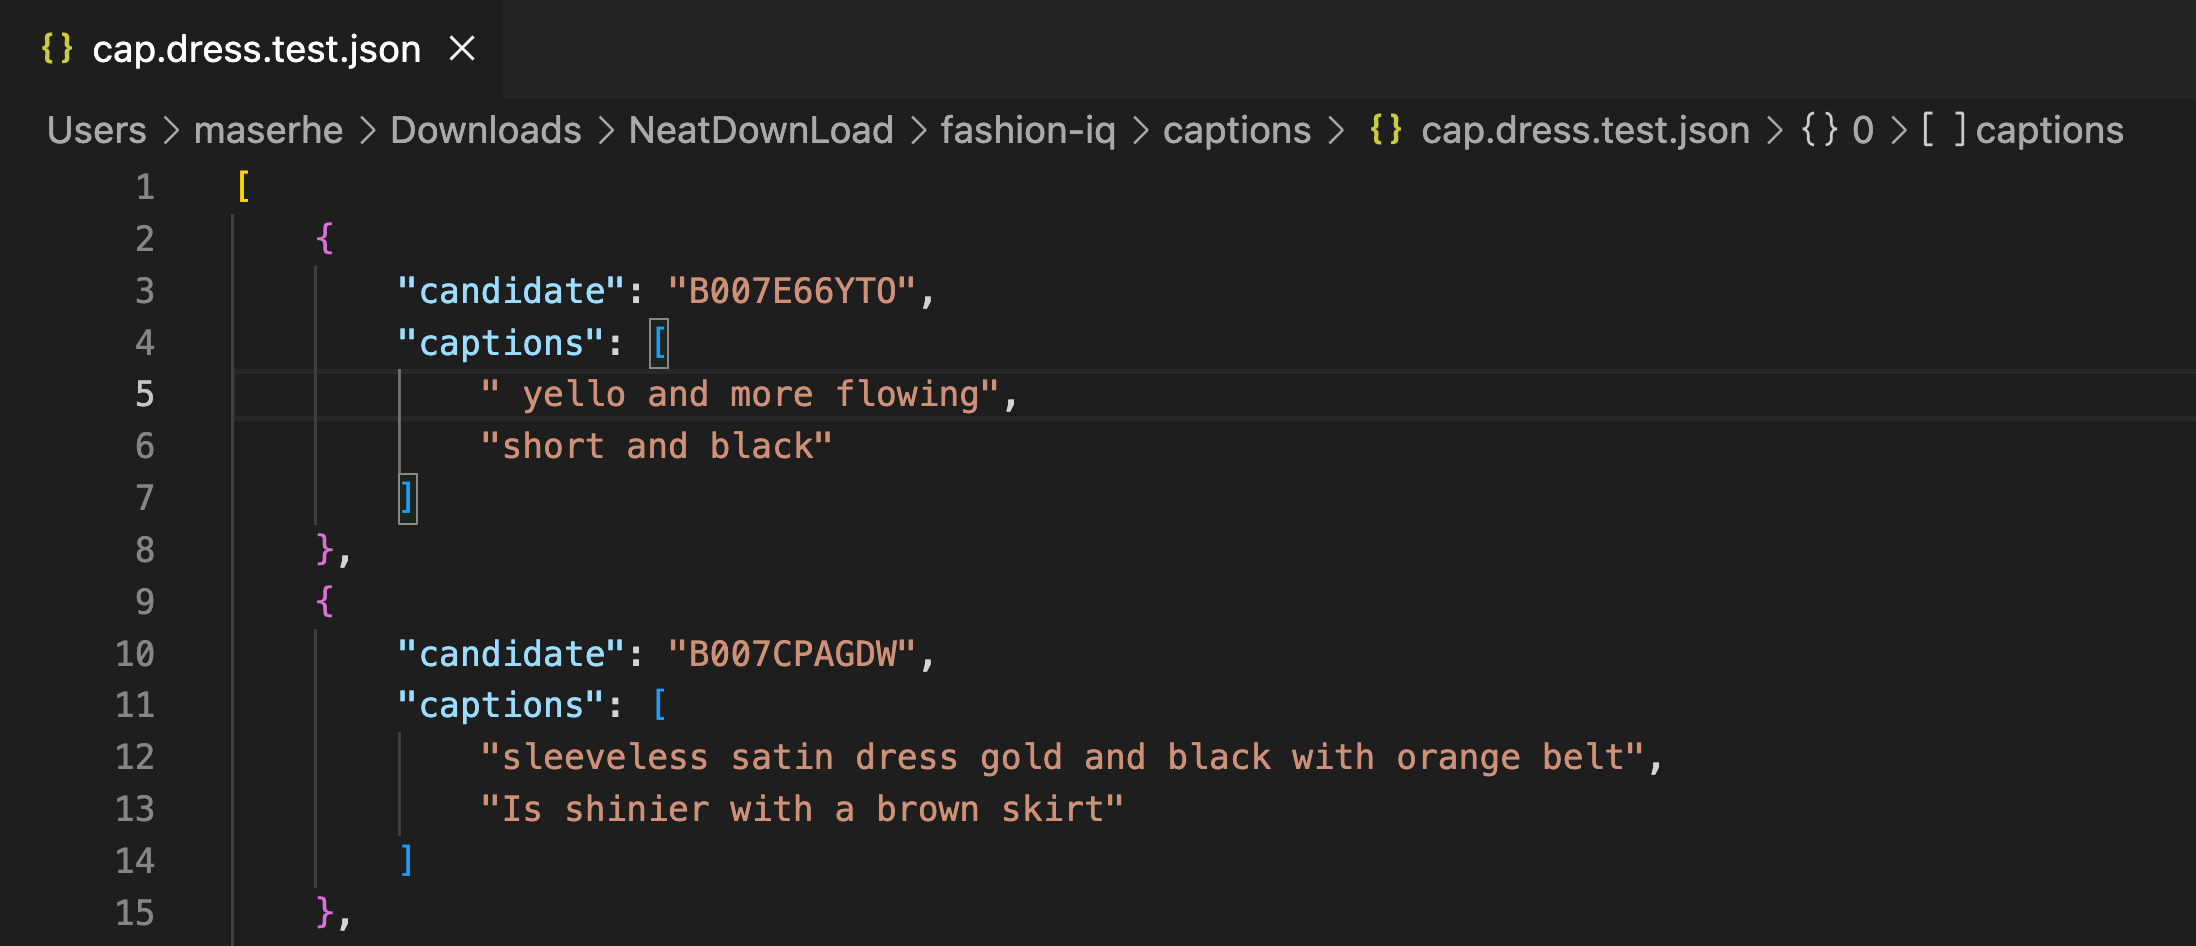 {} cap.dress.test.json ×
Users > maserhe > Downloads > NeatDownLoad > fashion-iq > captions > {} cap.dress.test.json > {} 0 > [ ] captions
1 [
2 {
3 "candidate": "B007E66YTO",
4 "captions": [
5 " yello and more flowing",
6 "short and black"
7 ]
8 },
9 {
10 "candidate": "B007CPAGDW",
11 "captions": [
12 "sleeveless satin dress gold and black with orange belt",
13 "Is shinier with a brown skirt"
14 ]
15 },